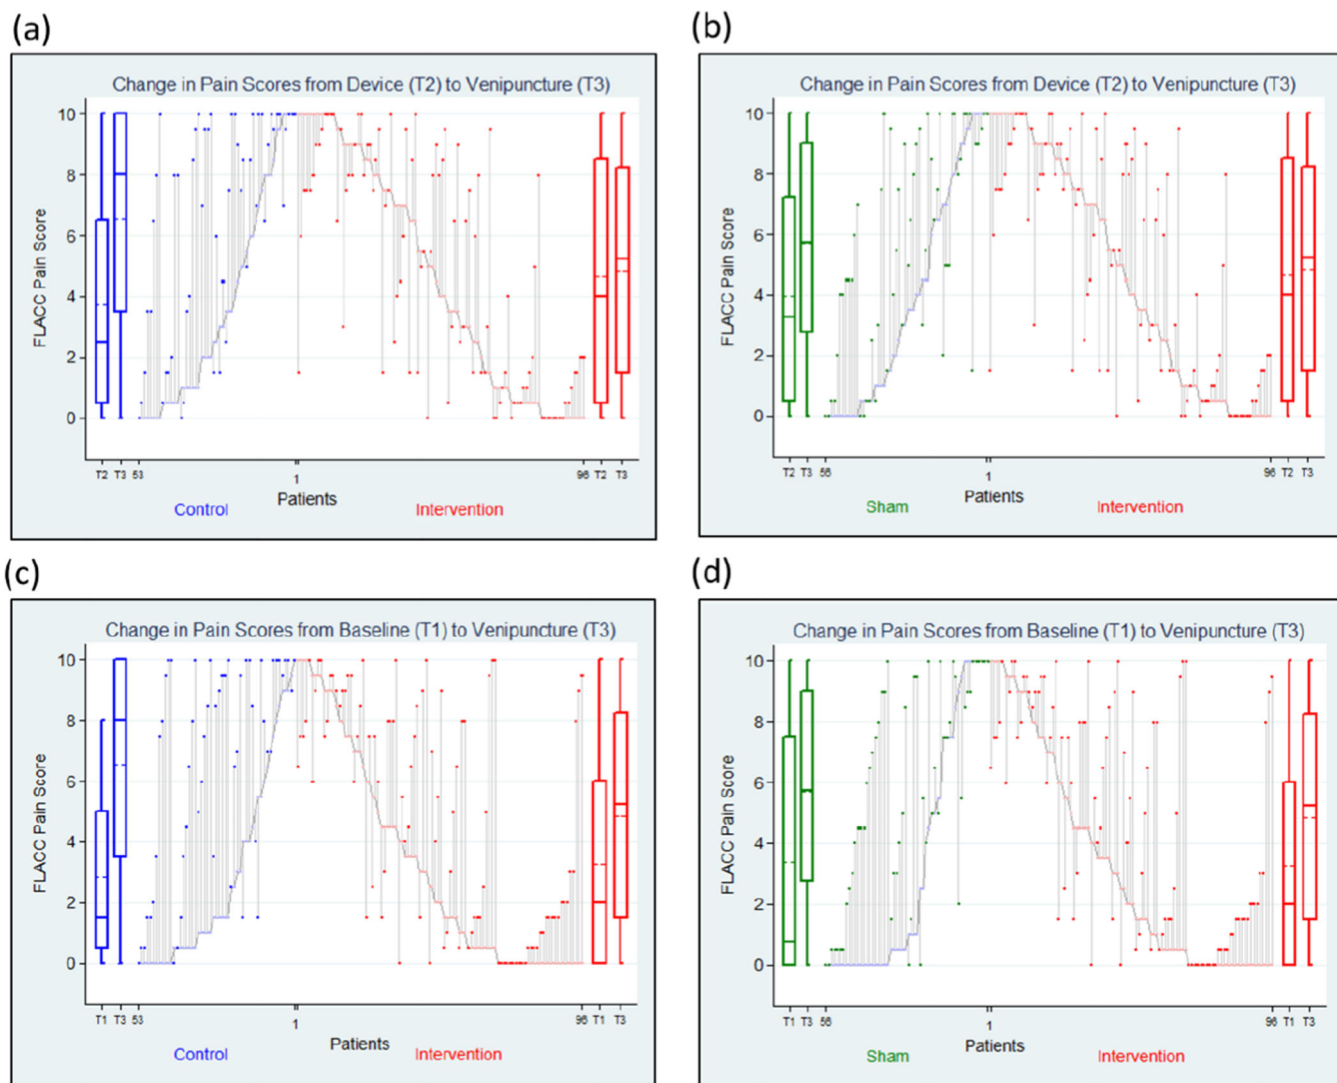 (a)
Change in Pain Scores from Device (T2) to Venipuncture (T3)
FLACC Pain Score
10
8
6
4
2
0
T2 T3 53 1 96 T2 T3
Patients
Control Intervention
(b)
Change in Pain Scores from Device (T2) to Venipuncture (T3)
FLACC Pain Score
10
8
6
4
2
0
T2 T3 56 1 96 T2 T3
Patients
Sham Intervention
(c)
Change in Pain Scores from Baseline (T1) to Venipuncture (T3)
FLACC Pain Score
10
8
6
4
2
0
T1 T3 53 1 96 T1 T3
Patients
Control Intervention
(d)
Change in Pain Scores from Baseline (T1) to Venipuncture (T3)
FLACC Pain Score
10
8
6
4
2
0
T1 T3 56 1 96 T1 T3
Patients
Sham Intervention